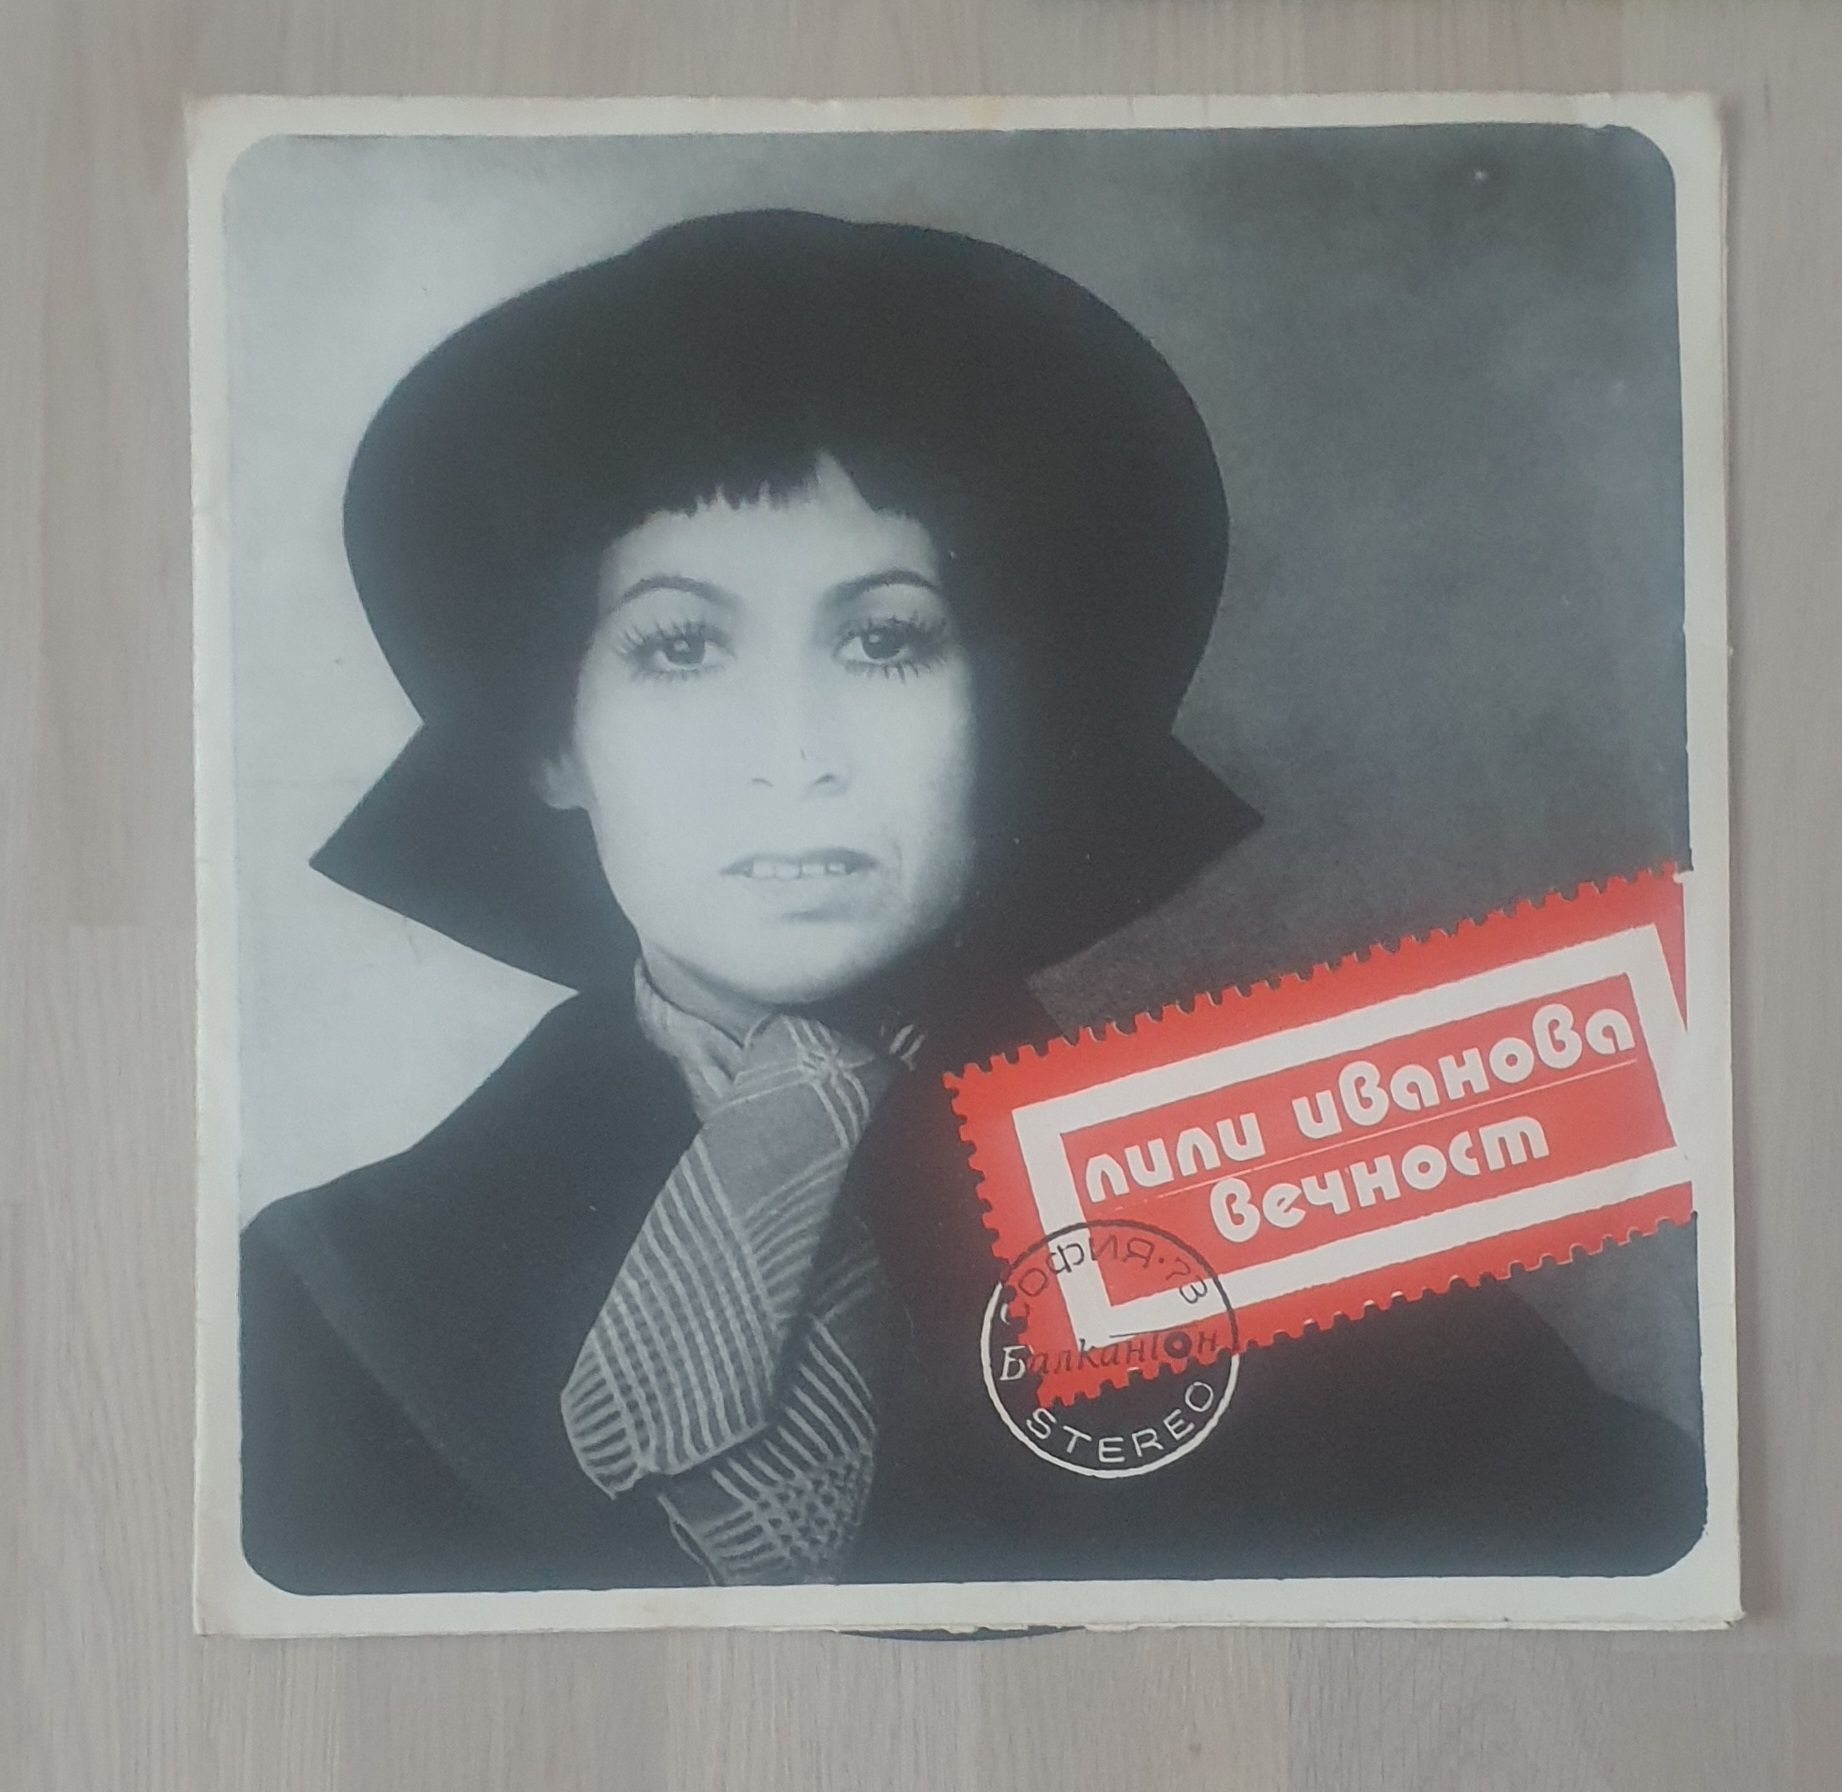 лили иванова
вечност
София·73
Балкантон
STEREO